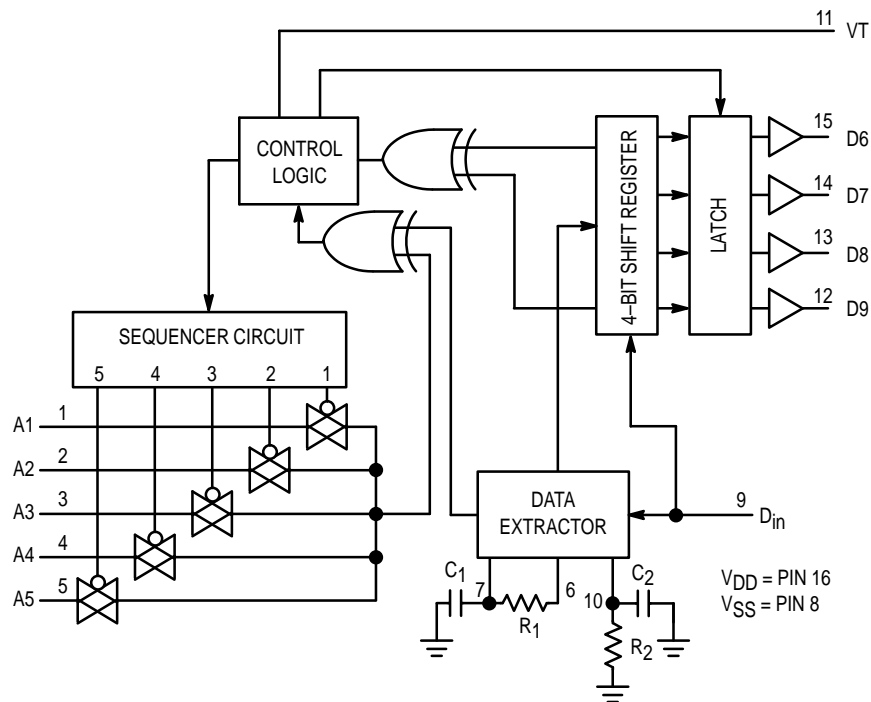 11 VT
CONTROL
LOGIC
4–BIT SHIFT REGISTER
LATCH
15 D6
14 D7
13 D8
12 D9
SEQUENCER CIRCUIT
5 4 3 2 1
A1 1
A2 2
A3 3
A4 4
A5 5
DATA
EXTRACTOR
9 Din
C1 7 R1 6 10 C2
R2
VDD = PIN 16
VSS = PIN 8